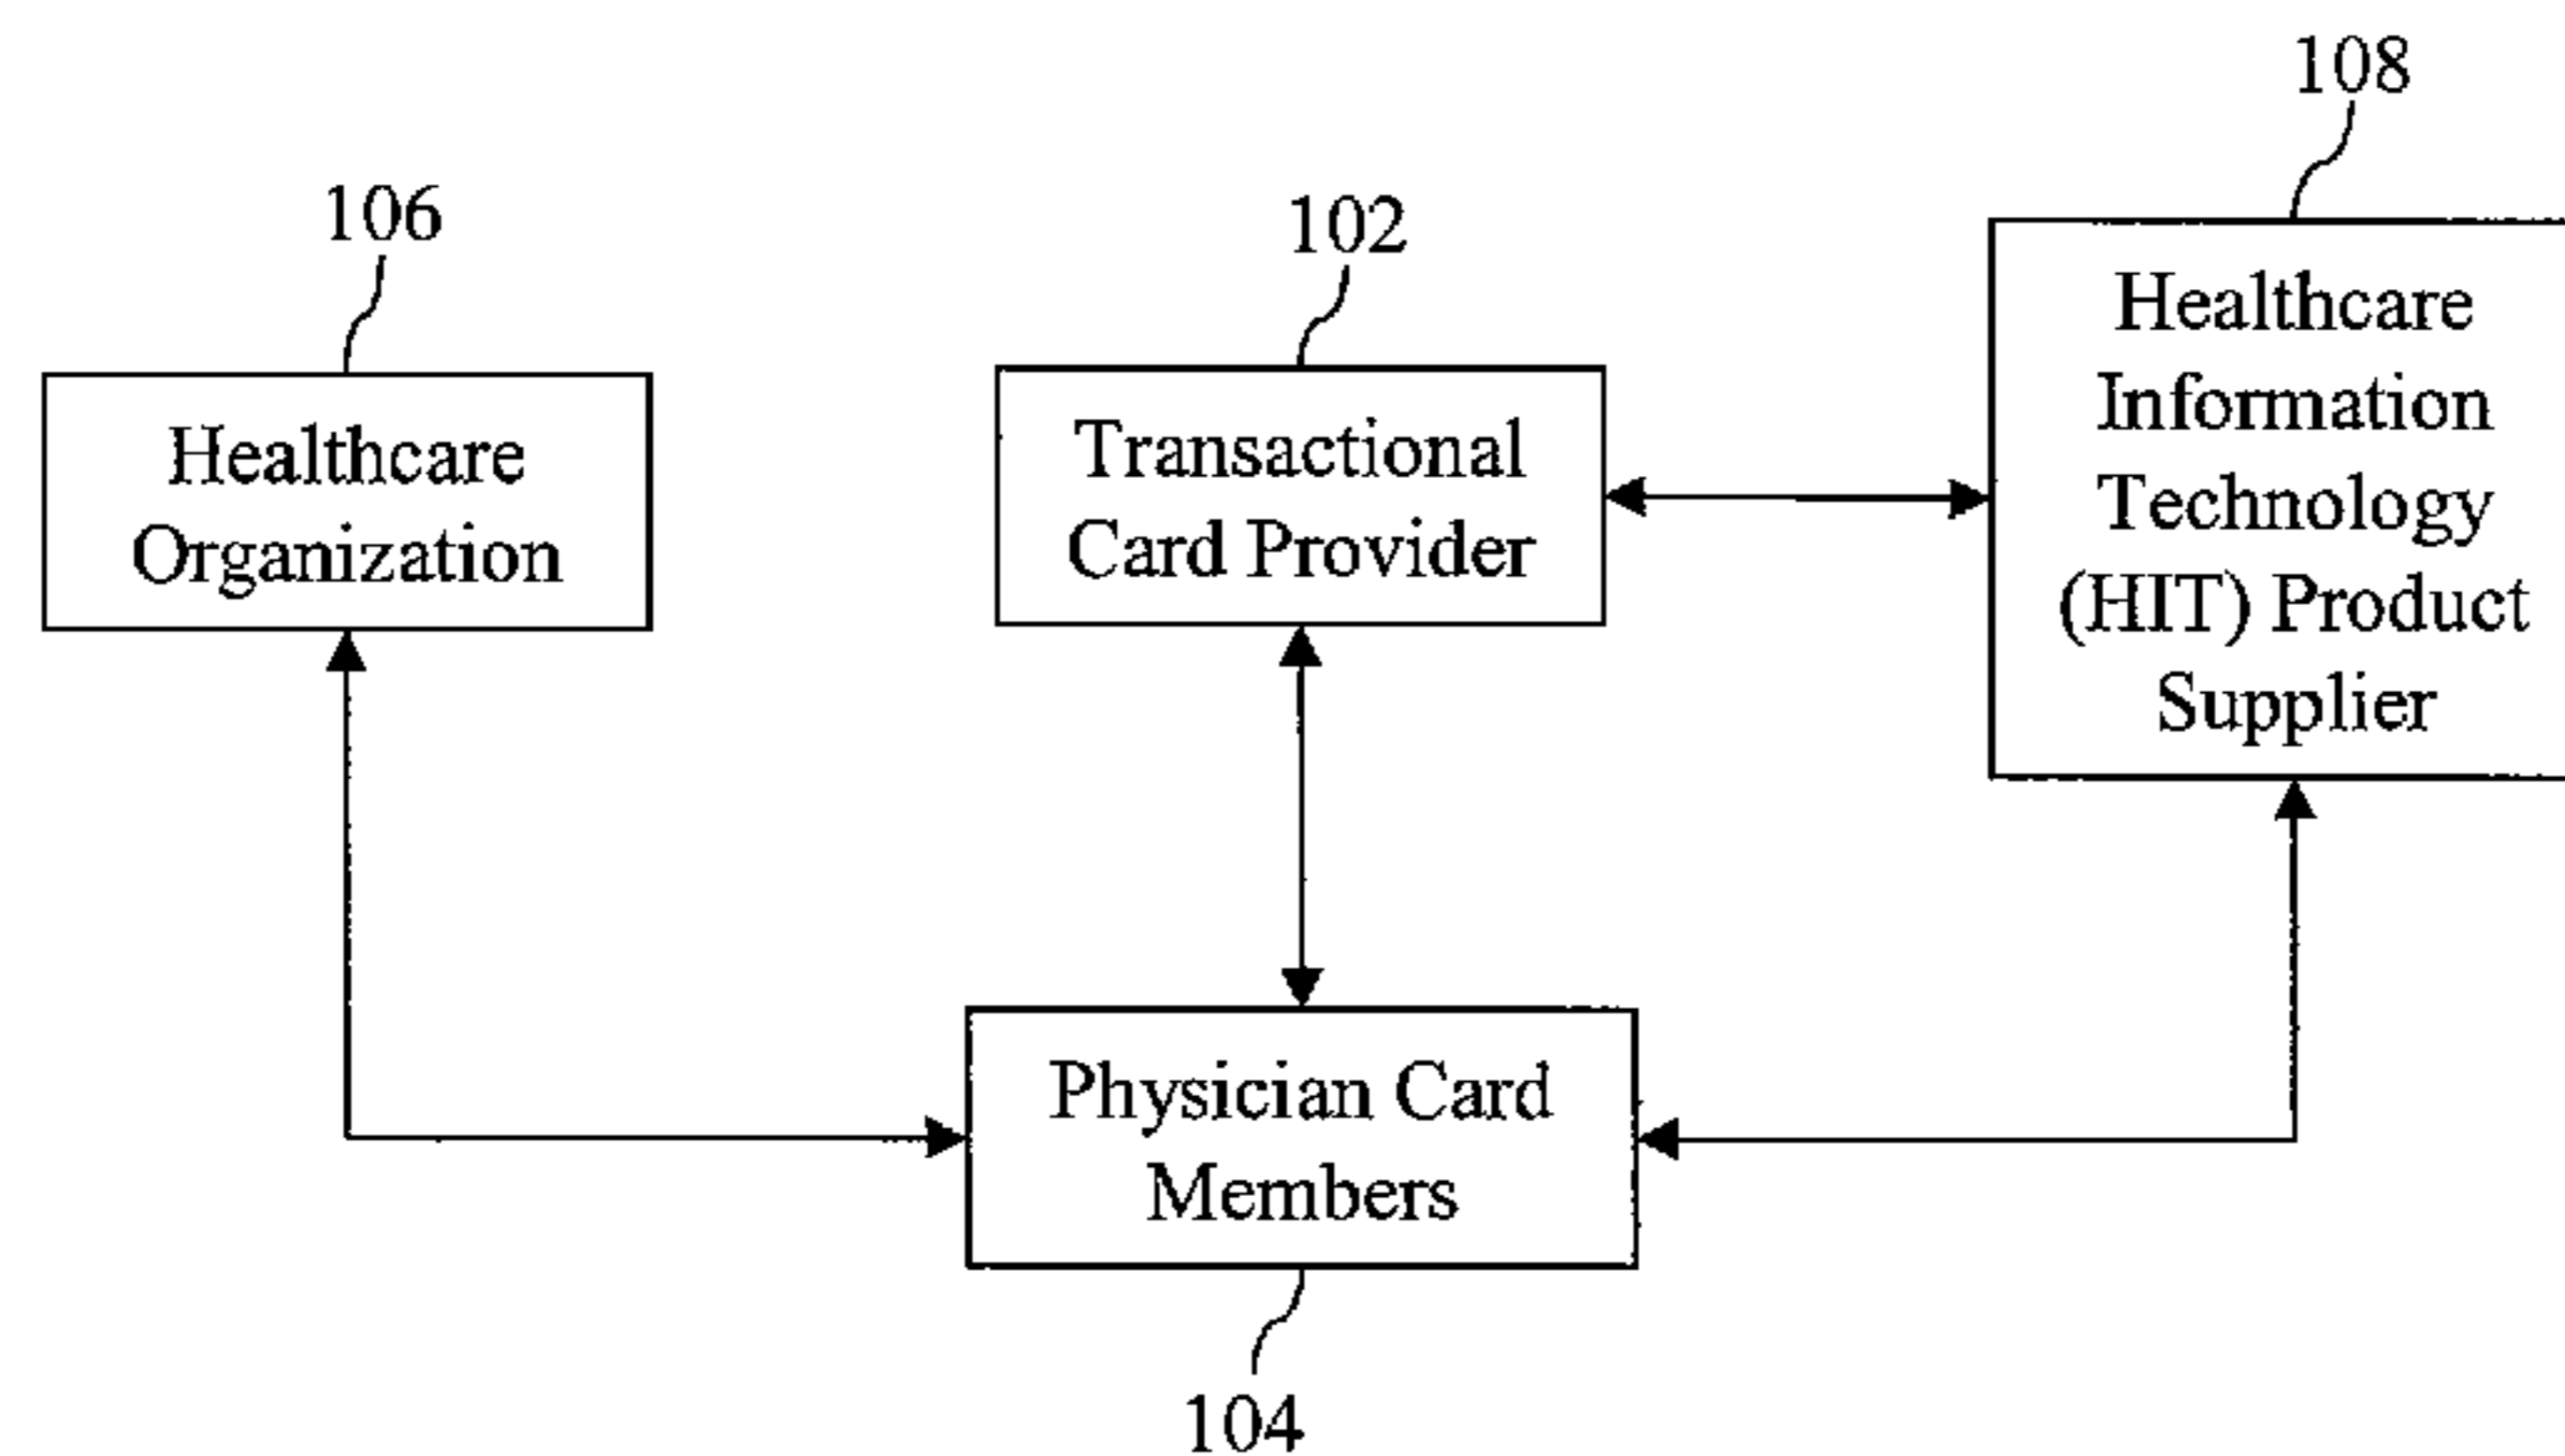 108
106
102
Healthcare
Information
Technology
(HIT) Product
Supplier
Healthcare
Organization
Transactional
Card Provider
Physician Card
Members
104